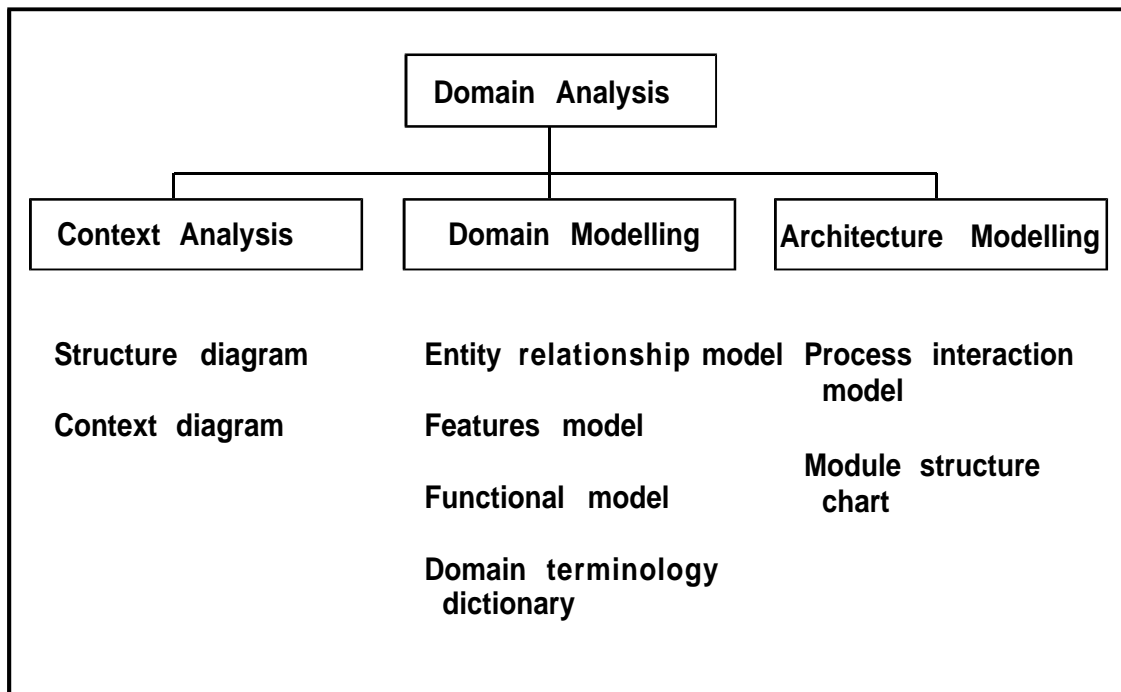 Domain Analysis
Context Analysis
Domain Modelling
Architecture Modelling
Structure diagram
Context diagram
Entity relationship model
Features model
Functional model
Domain terminology
dictionary
Process interaction
model
Module structure
chart